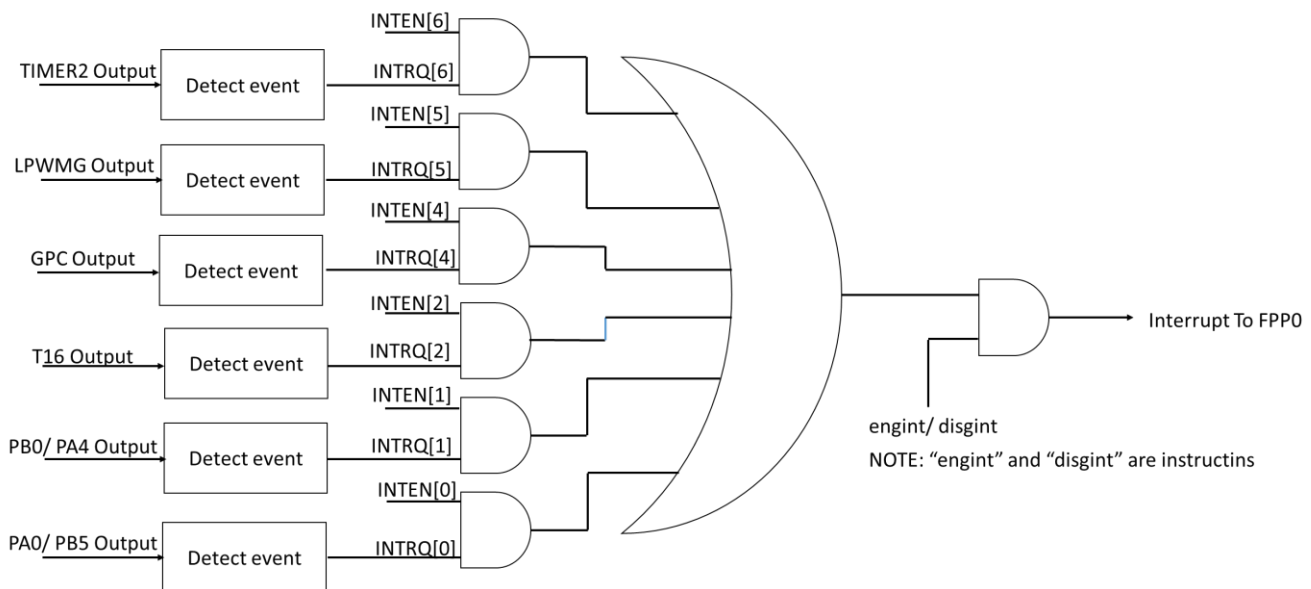 INTEN[6]
TIMER2 Output
Detect event
INTRQ[6]
INTEN[5]
LPWMG Output
Detect event
INTRQ[5]
INTEN[4]
GPC Output
Detect event
INTRQ[4]
INTEN[2]
T16 Output
Detect event
INTRQ[2]
INTEN[1]
PB0/ PA4 Output
Detect event
INTRQ[1]
INTEN[0]
PA0/ PB5 Output
Detect event
INTRQ[0]
Interrupt To FPP0
engint/ disgint
NOTE: “engint” and “disgint” are instructins